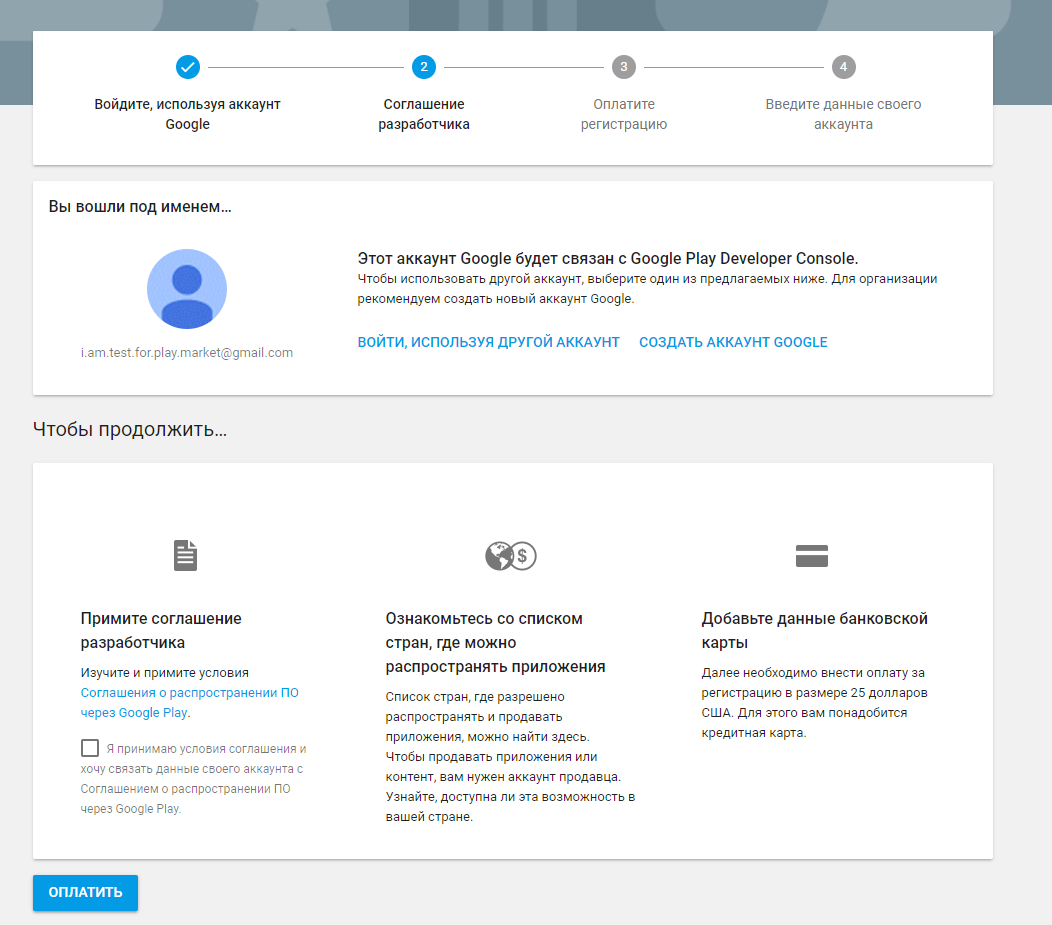 2
3
4
Войдите, используя аккаунт
Google
Соглашение
разработчика
Оплатите
регистрацию
Введите данные своего
аккаунта
Вы вошли под именем…
Этот аккаунт Google будет связан с Google Play Developer Console.
Чтобы использовать другой аккаунт, выберите один из предлагаемых ниже. Для организации
рекомендуем создать новый аккаунт Google.
ВОЙТИ, ИСПОЛЬЗУЯ ДРУГОЙ АККАУНТ
СОЗДАТЬ АККАУНТ GOOGLE
i.am.test.for.play.market@gmail.com
Чтобы продолжить…
$
Примите соглашение
разработчика
Изучите и примите условия
Соглашения о распространении ПО
через Google Play.
Я принимаю условия соглашения и
хочу связать данные своего аккаунта с
Соглашением о распространении ПО
через Google Play.
Ознакомьтесь со списком
стран, где можно
распространять приложения
Список стран, где разрешено
распространять и продавать
приложения, можно найти здесь.
Чтобы продавать приложения или
контент, вам нужен аккаунт продавца.
Узнайте, доступна ли эта возможность в
вашей стране.
Добавьте данные банковской
карты
Далее необходимо внести оплату за
регистрацию в размере 25 долларов
США. Для этого вам понадобится
кредитная карта.
ОПЛАТИТЬ